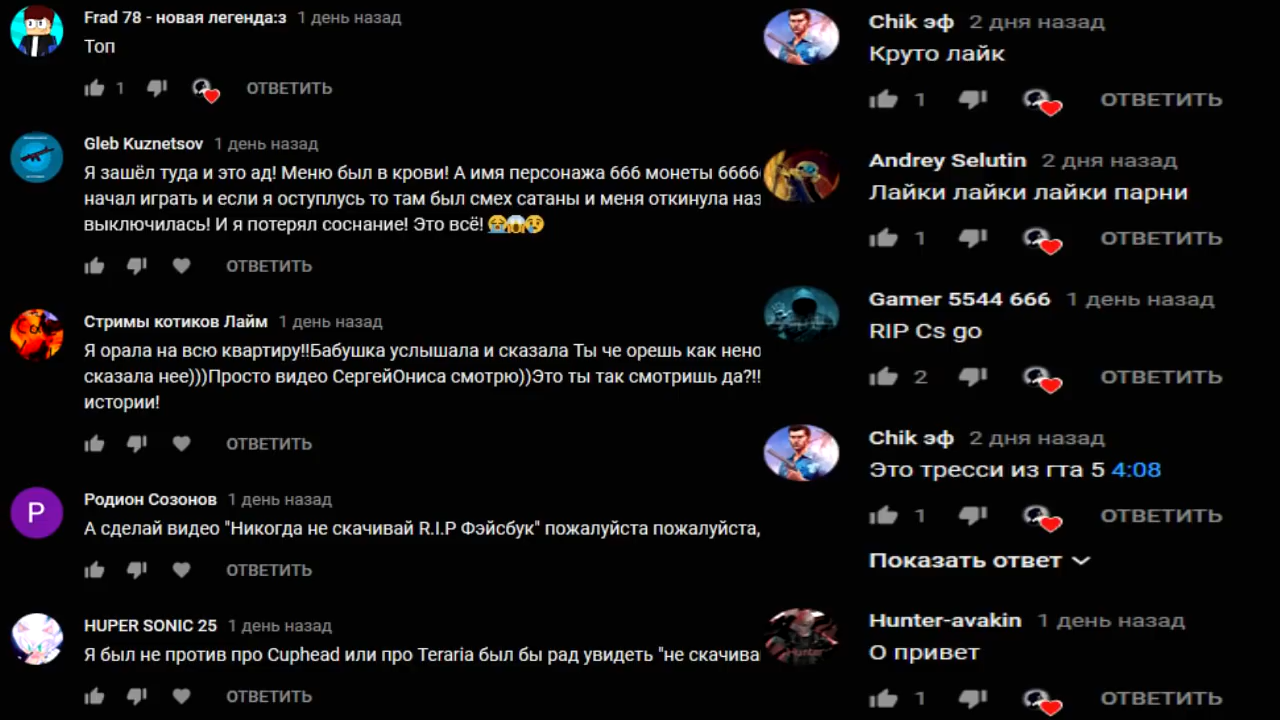 Frad 78 - новая легенда:з 1 день назад
Топ
1 ОТВЕТИТЬ
Gleb Kuznetsov 1 день назад
Я зашёл туда и это ад! Меню был в крови! А имя персонажа 666 монеты 6666
начал играть и если я оступлусь то там был смех сатаны и меня откинула наз
выключилась! И я потерял соснание! Это всё! 😭😱😢
ОТВЕТИТЬ
Стримы котиков Лайм 1 день назад
Я орала на всю квартиру!!Бабушка услышала и сказала Ты че орешь как нено
сказала нее)))Просто видео СергейОниса смотрю))Это ты так смотришь да?!!
истории!
ОТВЕТИТЬ
Р
Родион Созонов 1 день назад
А сделай видео "Никогда не скачивай R.I.P Фэйсбук" пожалуйста пожалуйста,
ОТВЕТИТЬ
HUPER SONIC 25 1 день назад
Я был не против про Cuphead или про Teraria был бы рад увидеть "не скачива
ОТВЕТИТЬ
Chik эф 2 дня назад
Круто лайк
1 ОТВЕТИТЬ
Andrey Selutin 2 дня назад
Лайки лайки лайки парни
1 ОТВЕТИТЬ
Gamer 5544 666 1 день назад
RIP Cs go
2 ОТВЕТИТЬ
Chik эф 2 дня назад
Это тресси из гта 5 4:08
1 ОТВЕТИТЬ
Показать ответ
Hunter-avakin 1 день назад
О привет
1 ОТВЕТИТЬ